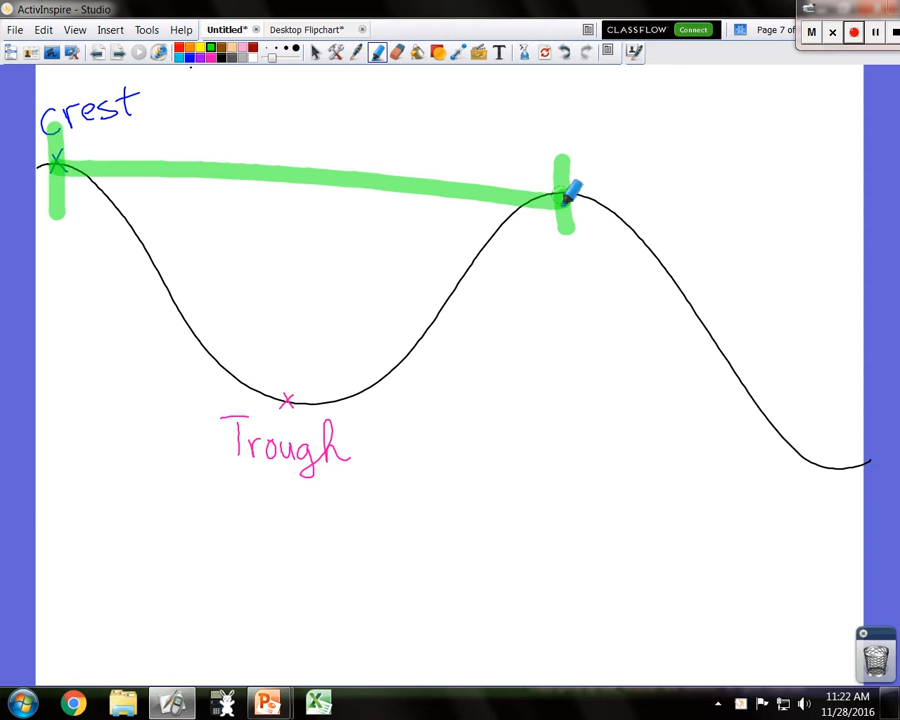 ActivInspire - Studio
File Edit View Insert Tools Help Untitled* Desktop Flipchart* CLASSFLOW Connect Page 7 of
M
T
crest
Trough
11:22 AM
11/28/2016